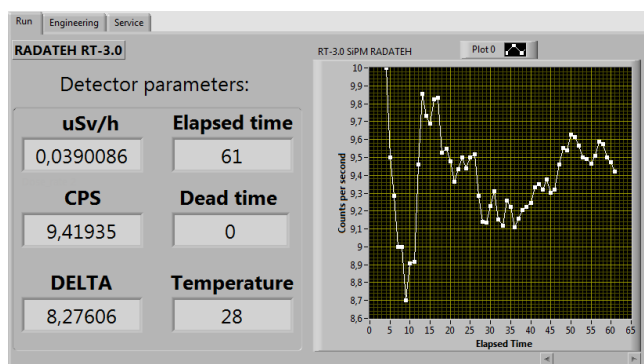 Run Engineering Service
RADATEH RT-3.0
Detector parameters:
uSv/h Elapsed time
0,0390086 61
CPS Dead time
9,41935 0
DELTA Temperature
8,27606 28
RT-3.0 SiPM RADATEH Plot 0
Counts per second
10
9,9
9,8
9,7
9,6
9,5
9,4
9,3
9,2
9,1
9
8,9
8,8
8,7
8,6
0 5 10 15 20 25 30 35 40 45 50 55 60 65
Elapsed Time